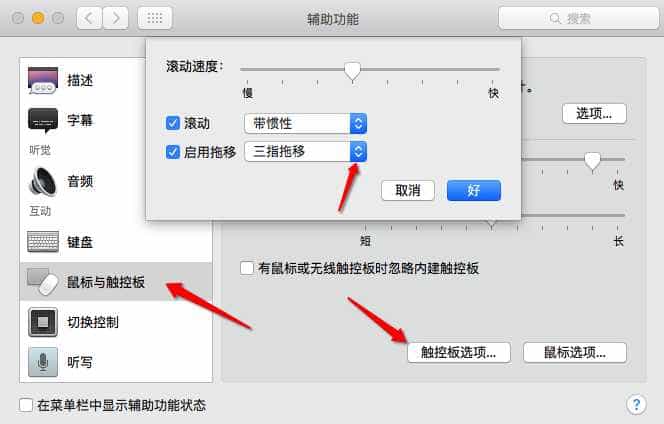 辅助功能
搜索
描述
字幕
听觉
音频
互动
键盘
鼠标与触控板
切换控制
听写
滚动速度：
慢
快
滚动
带惯性
启用拖移
三指拖移
取消
好
选项...
快
短
长
有鼠标或无线触控板时忽略内建触控板
触控板选项...
鼠标选项...
在菜单栏中显示辅助功能状态
?